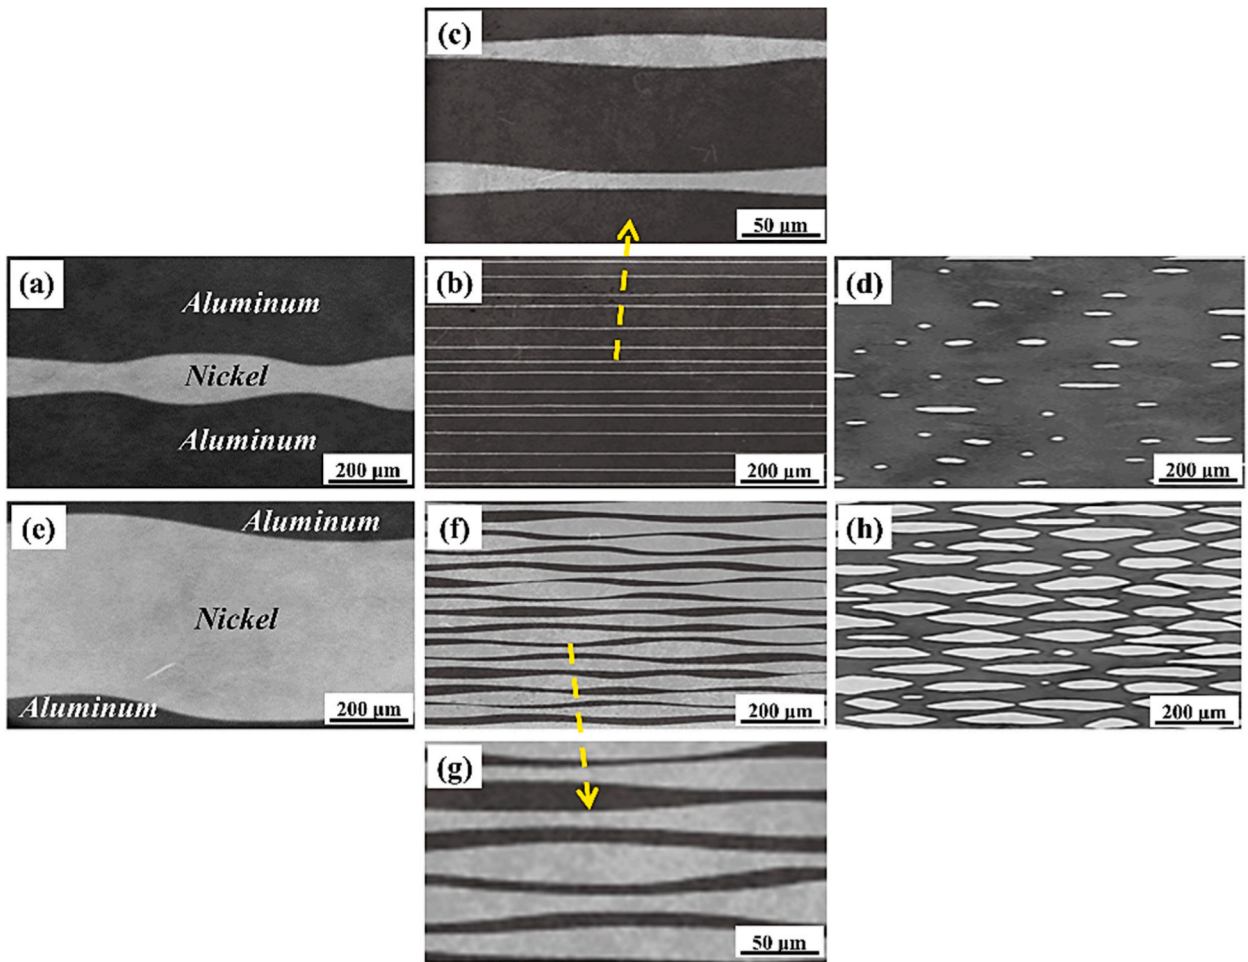 (c)
50 μm
(a)
Aluminum
Nickel
Aluminum
200 μm
(b)
200 μm
(d)
200 μm
(e)
Aluminum
Nickel
Aluminum
200 μm
(f)
200 μm
(h)
200 μm
(g)
50 μm